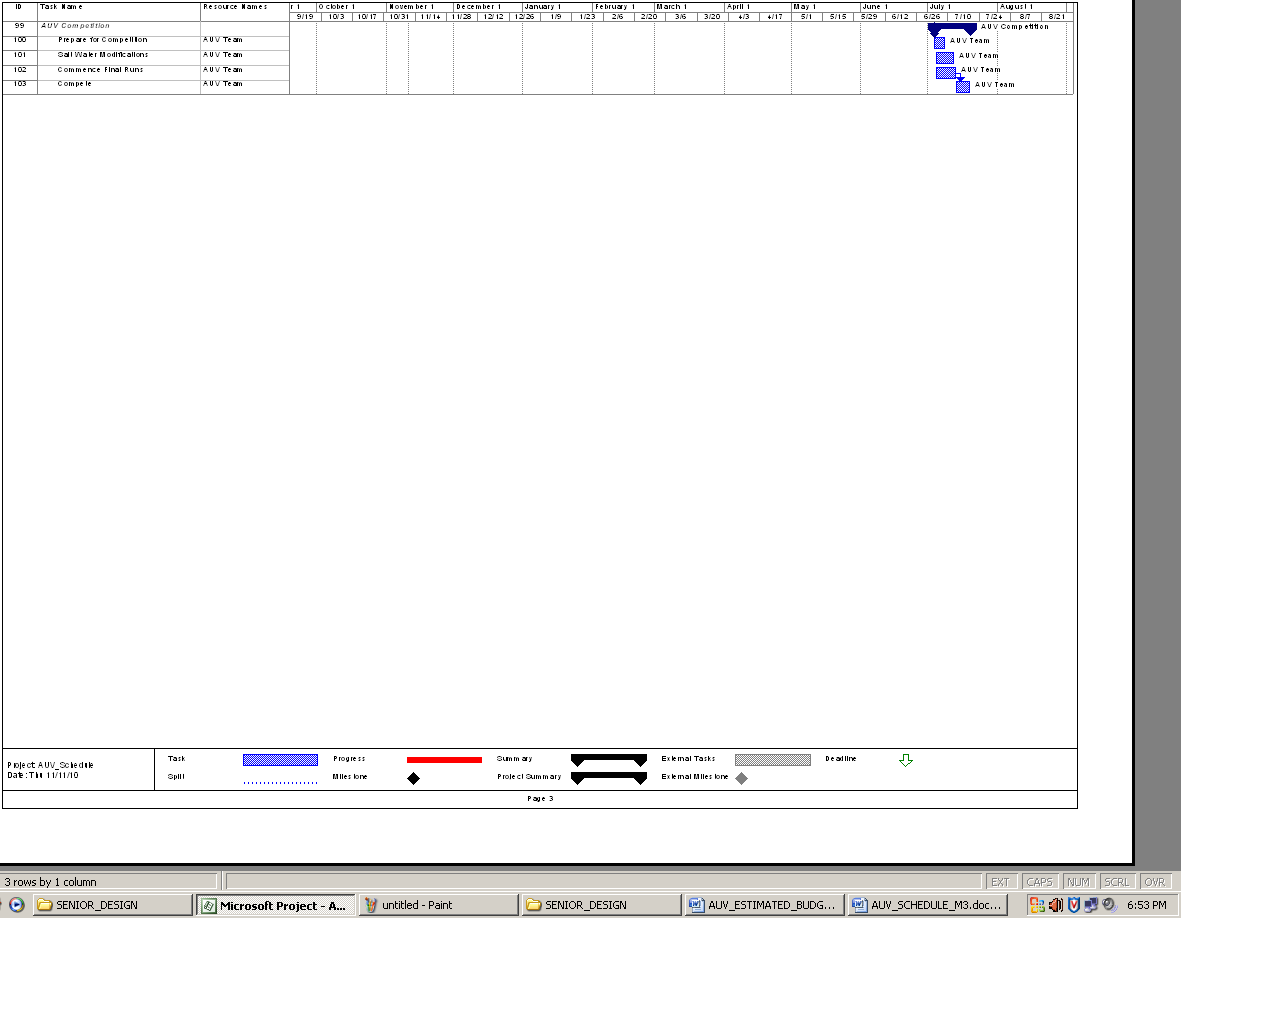 ID Task Name Resource Names r 1 October 1 November 1 December 1 January 1 February 1 March 1 April 1 May 1 June 1 July 1 August 1
9/19 10/3 10/17 10/31 11/14 11/28 12/12 12/26 1/9 1/23 2/6 2/20 3/6 3/20 4/3 4/17 5/1 5/15 5/29 6/12 6/26 7/10 7/24 8/7 8/21
99 AUV Competition AUV Competition
100 Prepare for Competition AUV Team AUV Team
101 Salt Water Modifications AUV Team AUV Team
102 Commence Final Runs AUV Team AUV Team
103 Compete AUV Team AUV Team
Project: AUV_Schedule
Date: Thu 11/11/10
Task Progress Summary External Tasks Deadline
Split Milestone Project Summary External Milestone
Page 3
3 rows by 1 column EXT CAPS NUM SCRL OVR
SENIOR_DESIGN Microsoft Project - A... untitled - Paint SENIOR_DESIGN AUV_ESTIMATED_BUDG... AUV_SCHEDULE_M3.doc... 6:53 PM